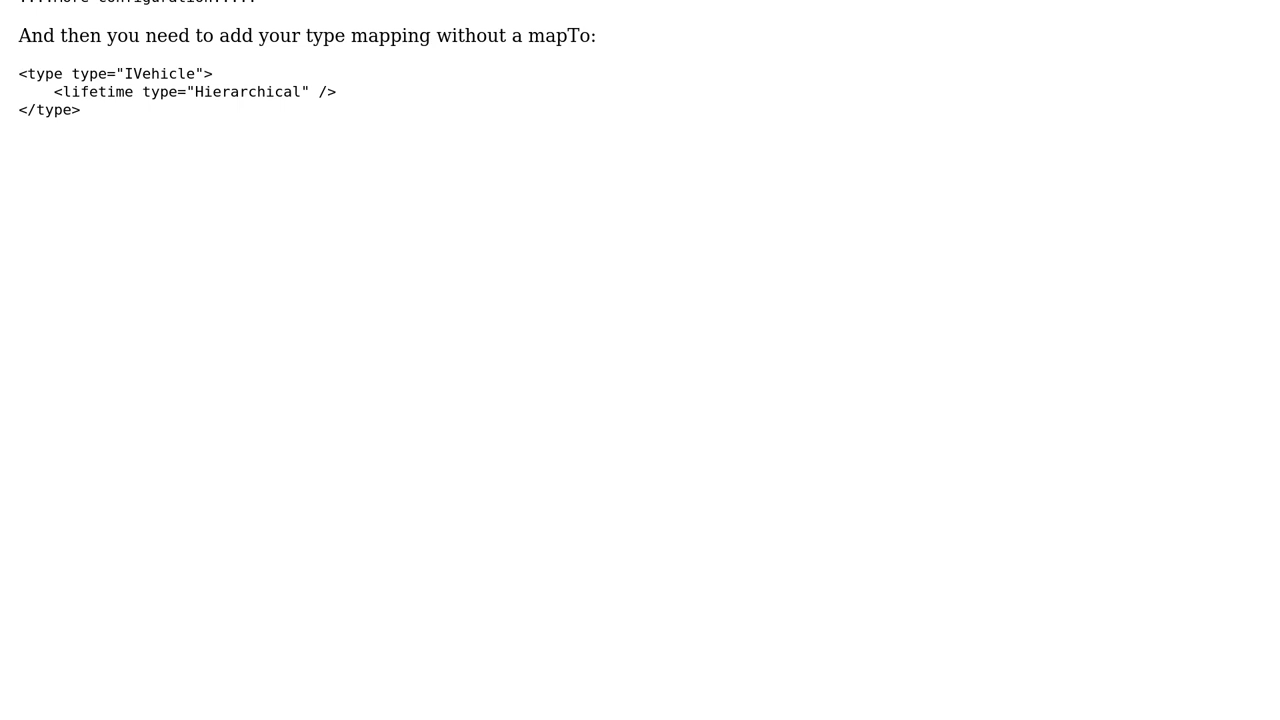 And then you need to add your type mapping without a mapTo:
<type type="IVehicle">
    <lifetime type="Hierarchical" />
</type>